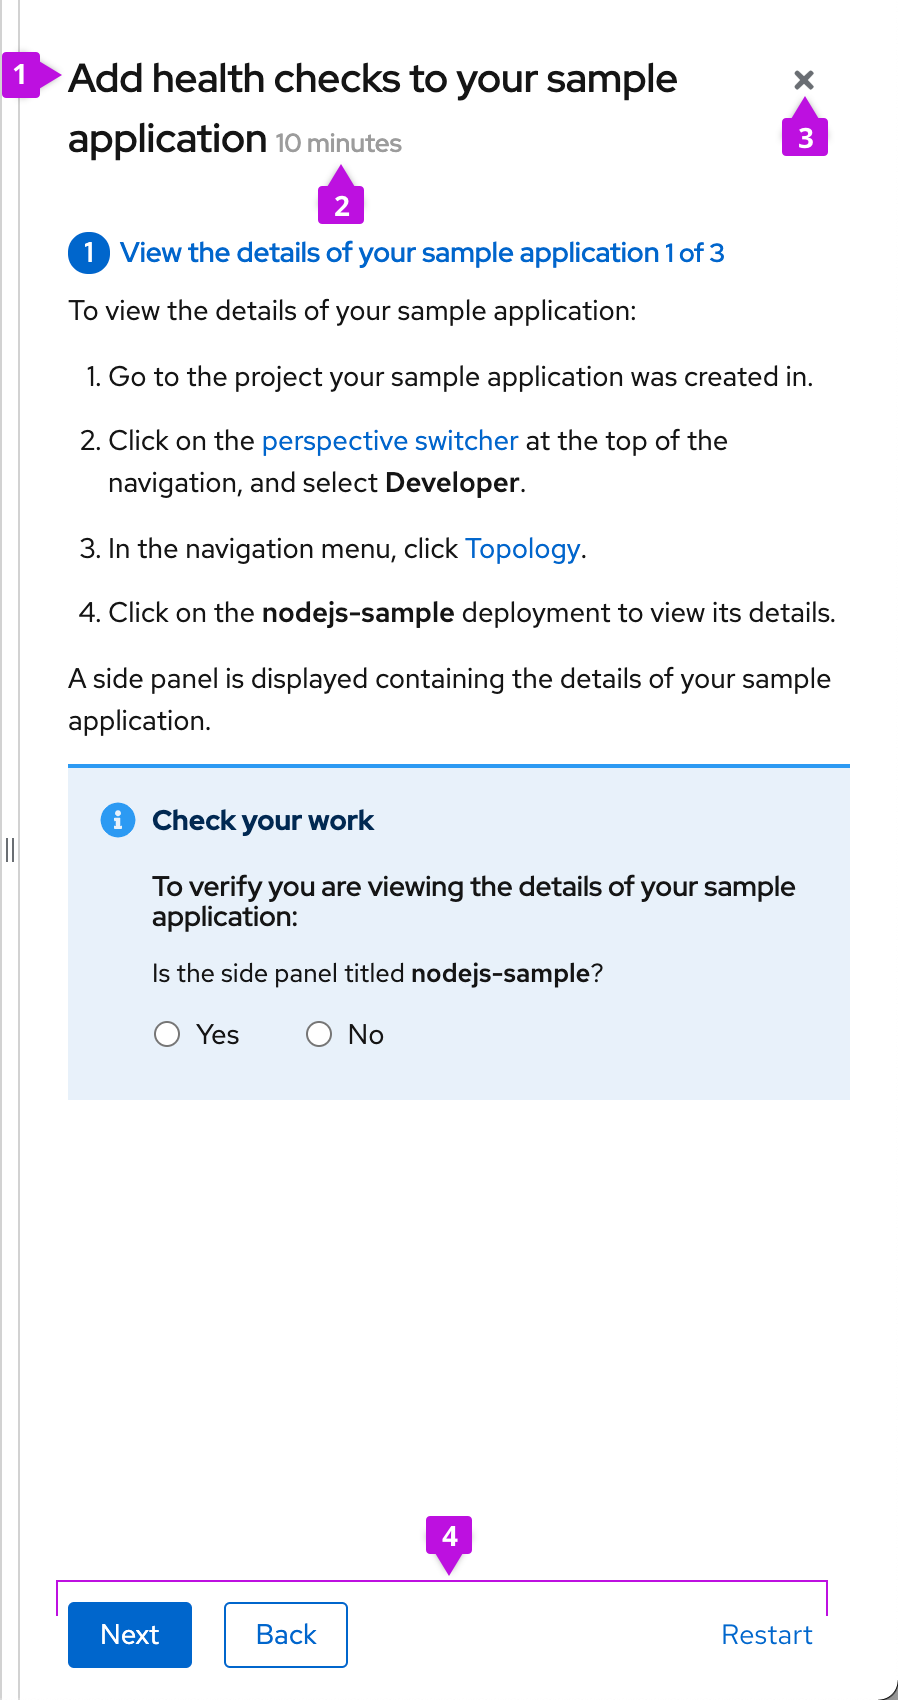 1
Add health checks to your sample
application 10 minutes
3
2
1 View the details of your sample application 1 of 3
To view the details of your sample application:
1. Go to the project your sample application was created in.
2. Click on the perspective switcher at the top of the
navigation, and select Developer.
3. In the navigation menu, click Topology.
4. Click on the nodejs-sample deployment to view its details.
A side panel is displayed containing the details of your sample
application.
Check your work
To verify you are viewing the details of your sample
application:
Is the side panel titled nodejs-sample?
Yes No
4
Next Back Restart